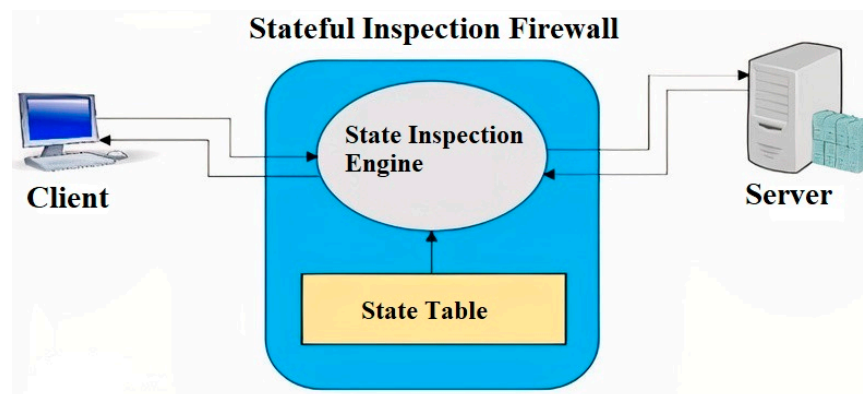 Stateful Inspection Firewall
State Inspection
Engine
Client
Server
State Table